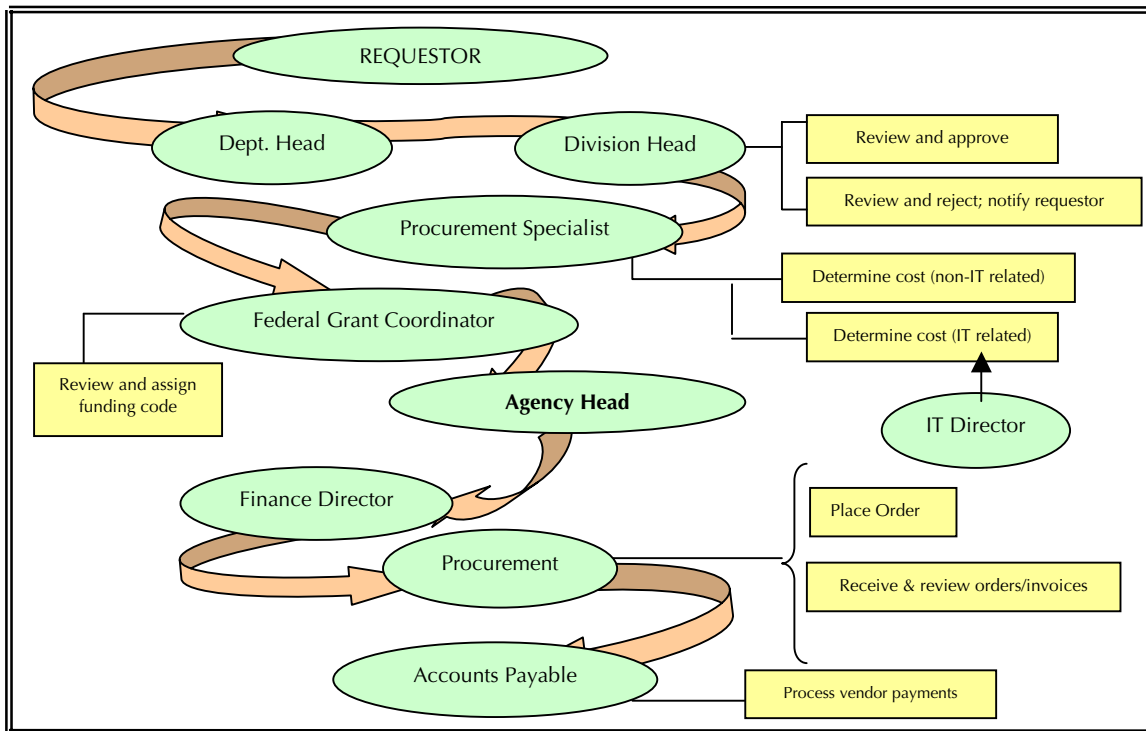 REQUESTOR
Dept. Head
Division Head
Review and approve
Review and reject; notify requestor
Procurement Specialist
Determine cost (non-IT related)
Federal Grant Coordinator
Determine cost (IT related)
Review and assign
funding code
Agency Head
IT Director
Finance Director
Place Order
Procurement
Receive & review orders/invoices
Accounts Payable
Process vendor payments